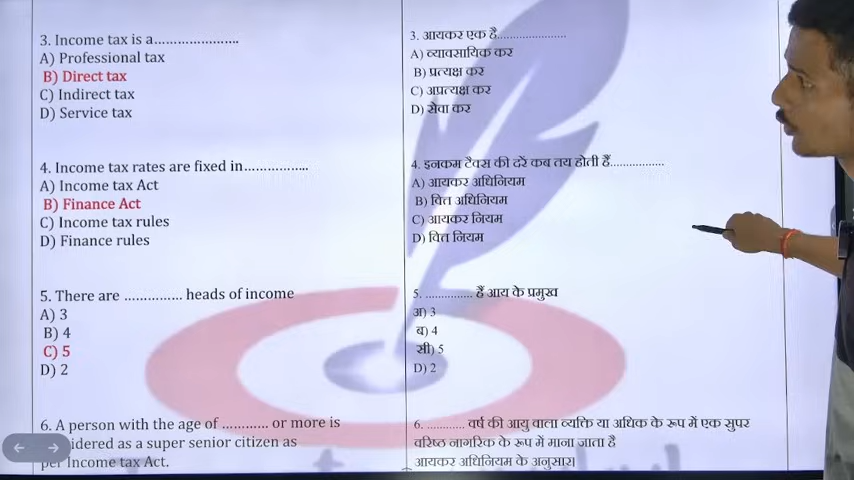 3. Income tax is a.....................
A) Professional tax
B) Direct tax
C) Indirect tax
D) Service tax
4. Income tax rates are fixed in................
A) Income tax Act
B) Finance Act
C) Income tax rules
D) Finance rules
5. There are .............. heads of income
A) 3
B) 4
C) 5
D) 2
6. A person with the age of ............ or more is
idered as a super senior citizen as
per Income tax Act.
3. आयकर एक है.....................
A) व्यावसायिक कर
B) प्रत्यक्ष कर
C) अप्रत्यक्ष कर
D) सेवा कर
4. इनकम टैक्स की दरें कब तय होती हैं................
A) आयकर अधिनियम
B) वित्त अधिनियम
C) आयकर नियम
D) वित्त नियम
5. .............. हैं आय के प्रमुख
अ) 3
ब) 4
सी) 5
D) 2
6. ............ वर्ष की आयु वाला व्यक्ति या अधिक के रूप में एक सुपर
वरिष्ठ नागरिक के रूप में माना जाता है
आयकर अधिनियम के अनुसार।